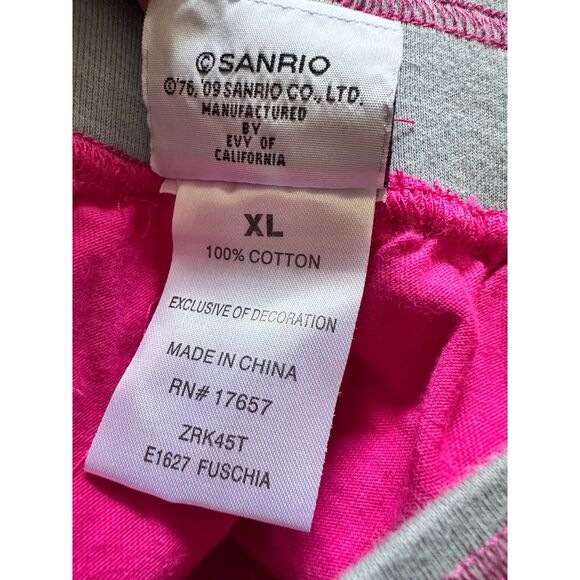 ©SANRIO
©'76, '09 SANRIO CO., LTD.
MANUFACTURED
BY
EVY OF
CALIFORNIA
XL
100% COTTON
EXCLUSIVE OF DECORATION
MADE IN CHINA
RN# 17657
ZRK45T
E1627 FUSCHIA